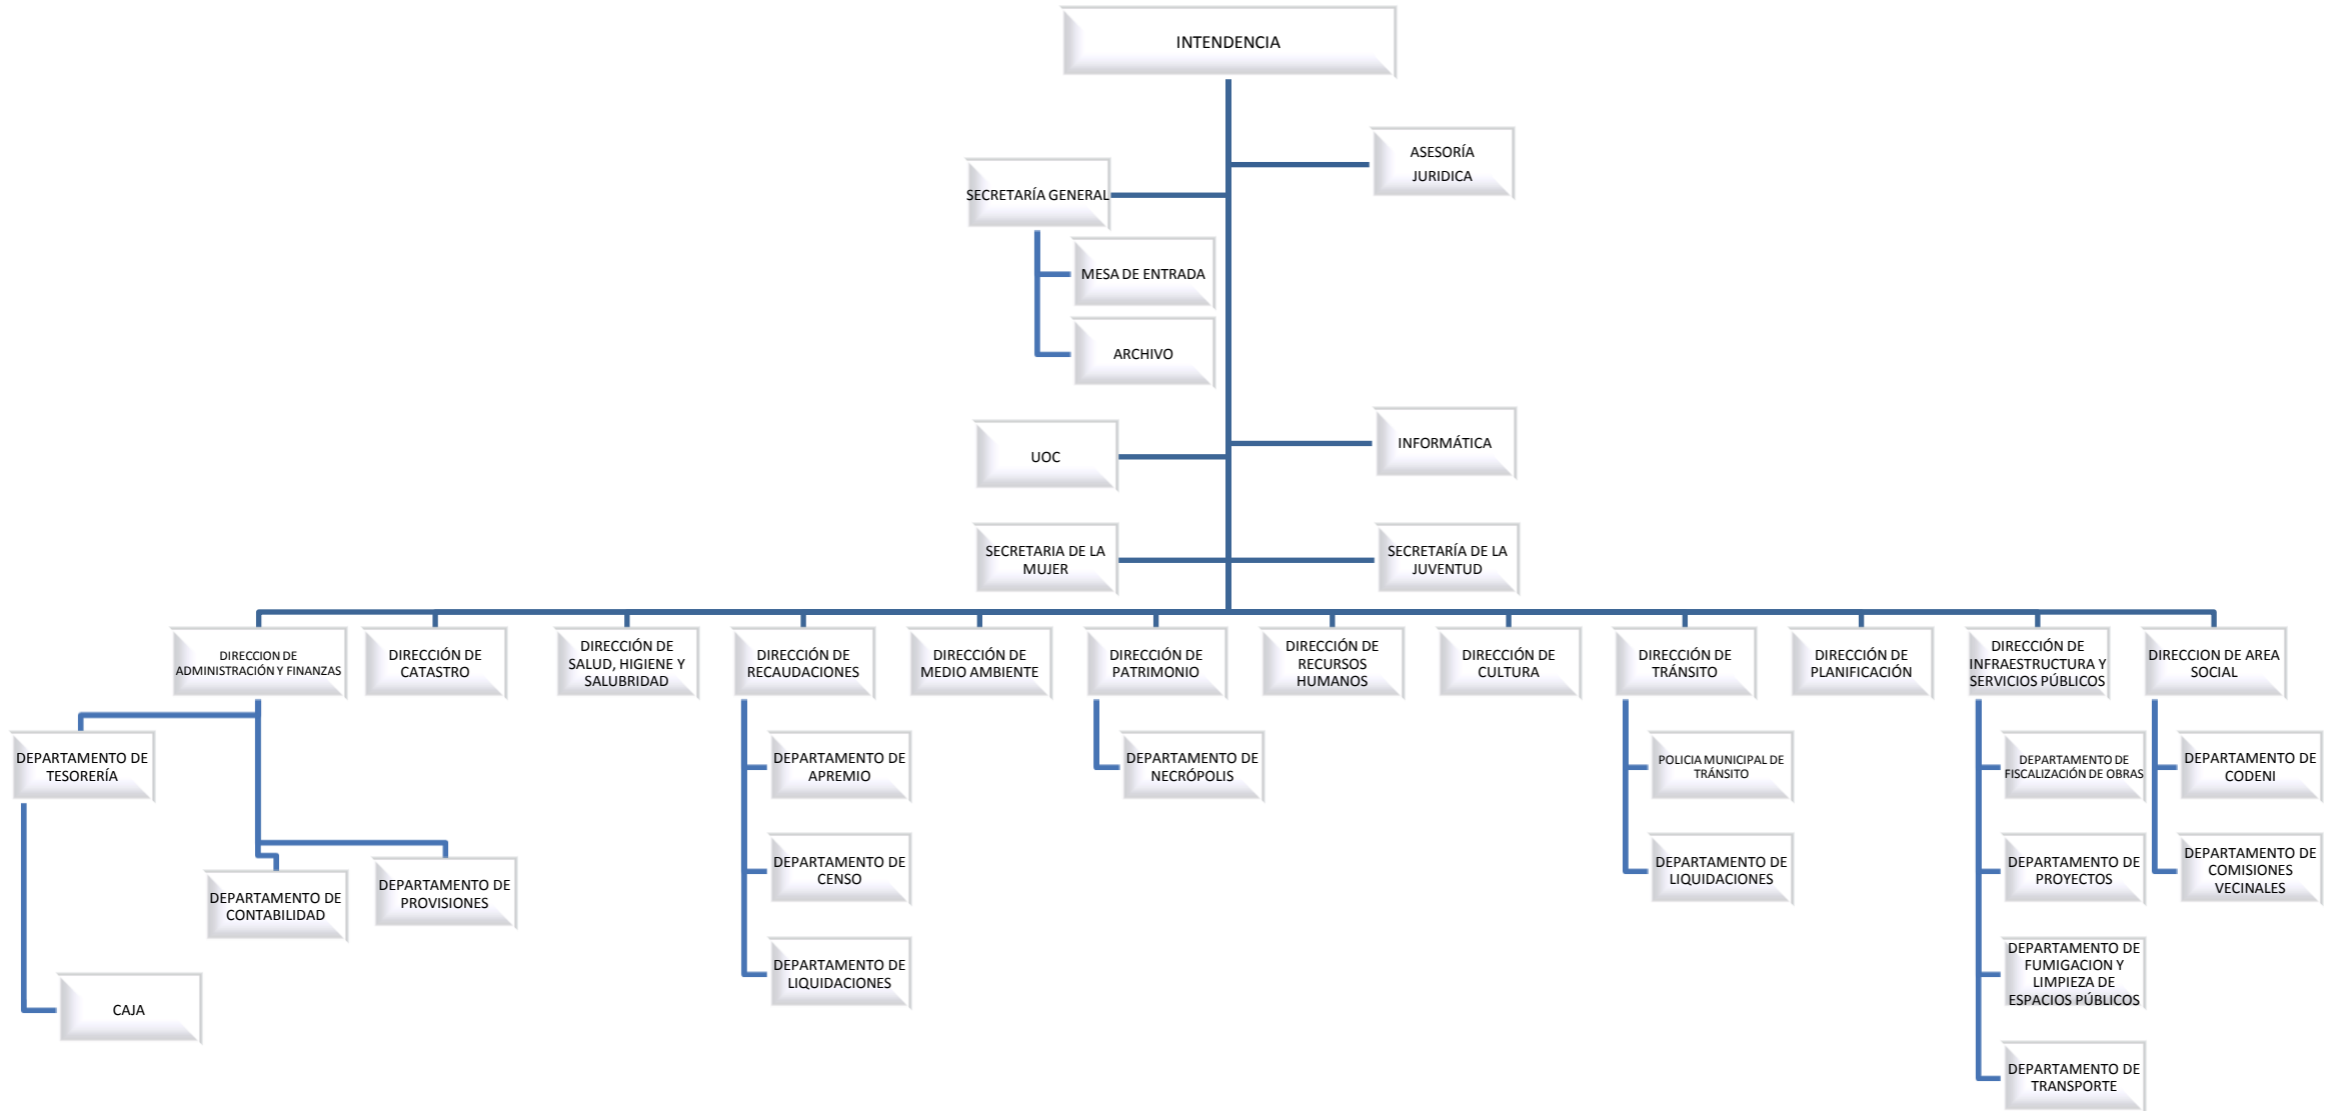 INTENDENCIA
ASESORÍA
JURIDICA
SECRETARÍA GENERAL
MESA DE ENTRADA
ARCHIVO
UOC
INFORMÁTICA
SECRETARIA DE LA
MUJER
SECRETARÍA DE LA
JUVENTUD
DIRECCION DE
ADMINISTRACIÓN Y FINANZAS
DIRECCIÓN DE
CATASTRO
DIRECCIÓN DE
SALUD, HIGIENE Y
SALUBRIDAD
DIRECCIÓN DE
RECAUDACIONES
DIRECCIÓN DE
MEDIO AMBIENTE
DIRECCIÓN DE
PATRIMONIO
DIRECCIÓN DE
RECURSOS
HUMANOS
DIRECCIÓN DE
CULTURA
DIRECCIÓN DE
TRÁNSITO
DIRECCIÓN DE
PLANIFICACIÓN
DIRECCIÓN DE
INFRAESTRUCTURA Y
SERVICIOS PÚBLICOS
DIRECCION DE AREA
SOCIAL
DEPARTAMENTO DE
TESORERÍA
DEPARTAMENTO DE
APREMIO
DEPARTAMENTO DE
NECRÓPOLIS
POLICIA MUNICIPAL DE
TRÁNSITO
DEPARTAMENTO DE
FISCALIZACIÓN DE OBRAS
DEPARTAMENTO DE
CODENI
DEPARTAMENTO DE
CONTABILIDAD
DEPARTAMENTO DE
PROVISIONES
DEPARTAMENTO DE
CENSO
DEPARTAMENTO DE
LIQUIDACIONES
DEPARTAMENTO DE
PROYECTOS
DEPARTAMENTO DE
COMISIONES
VECINALES
DEPARTAMENTO DE
LIQUIDACIONES
DEPARTAMENTO DE
FUMIGACION Y
LIMPIEZA DE
ESPACIOS PÚBLICOS
CAJA
DEPARTAMENTO DE
TRANSPORTE